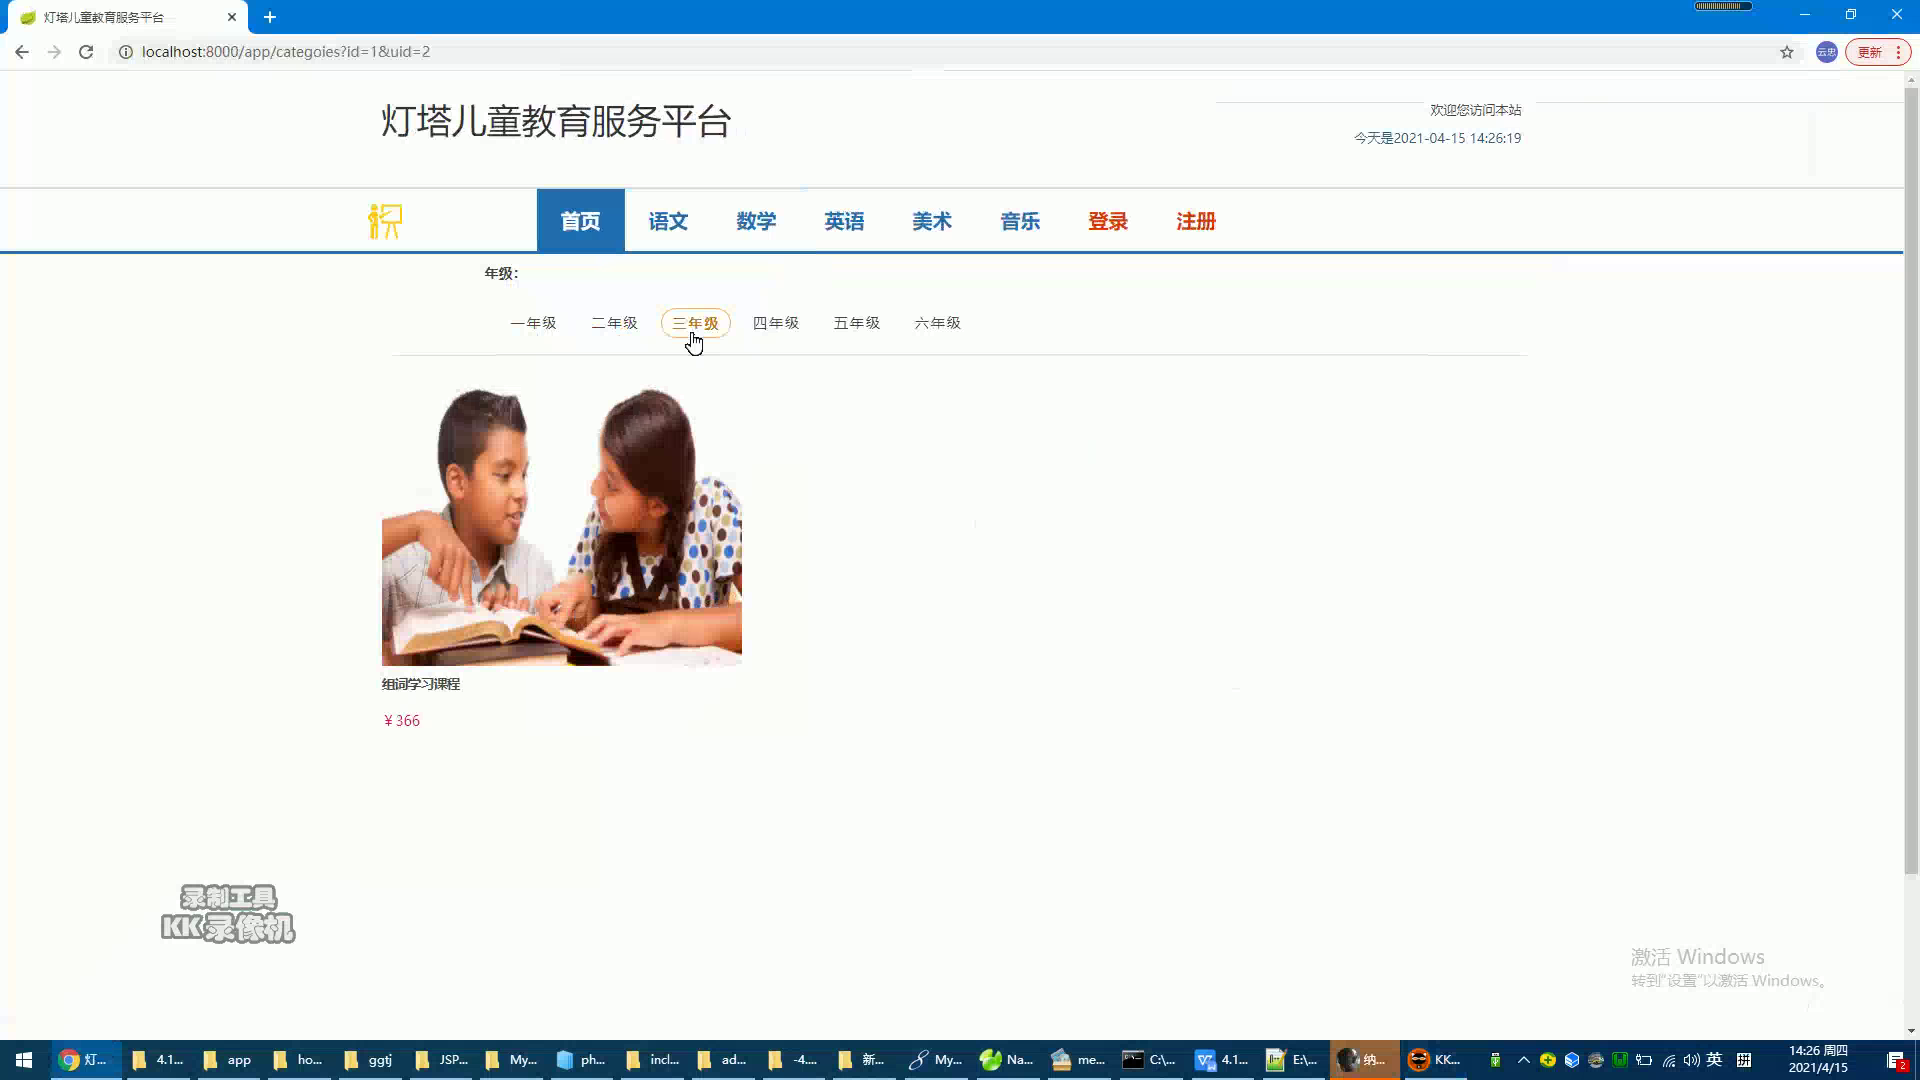 灯塔儿童教育服务平台
localhost:8000/app/categoies?id=1&uid=2
更新
灯塔儿童教育服务平台
欢迎您访问本站
今天是2021-04-15 14:26:19
首页 语文 数学 英语 美术 音乐 登录 注册
年级：
一年级 二年级 三年级 四年级 五年级 六年级
组词学习课程
¥ 366
录制工具
KK录像机
激活 Windows
转到"设置"以激活 Windows。
灯... 4.1... app ho... ggtj JSP... My... ph... incl... ad... -4.... 新... My... Na... me... C:\... 4.1... E:\... 纳... KK... 英 拼 14:26 周四
2021/4/15
2